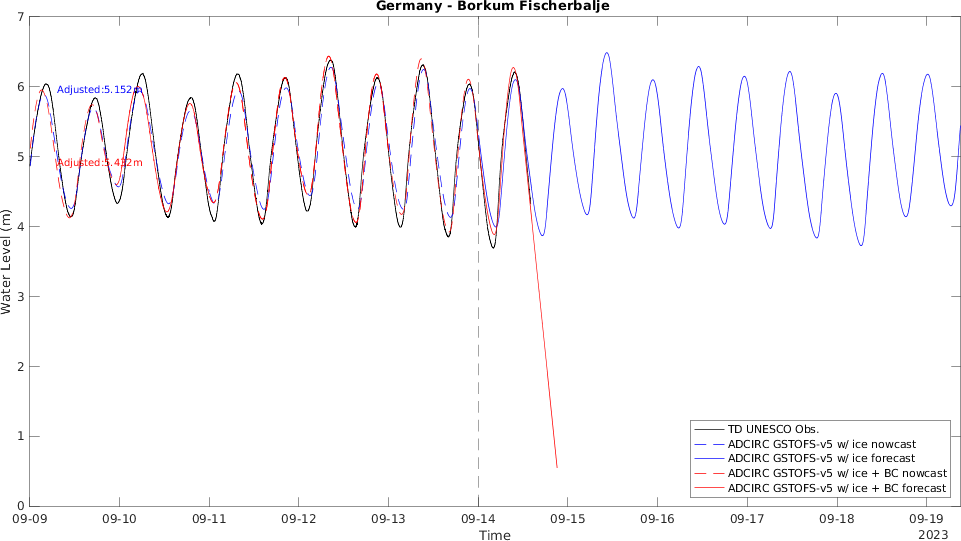 Germany - Borkum Fischerbalje
7
6
5
4
3
2
1
0
Water Level (m)
Adjusted:5.152m
Adjusted:5.432m
TD UNESCO Obs.
ADCIRC GSTOFS-v5 w/ ice nowcast
ADCIRC GSTOFS-v5 w/ ice forecast
ADCIRC GSTOFS-v5 w/ ice + BC nowcast
ADCIRC GSTOFS-v5 w/ ice + BC forecast
09-09 09-10 09-11 09-12 09-13 09-14 09-15 09-16 09-17 09-18 09-19
Time
2023